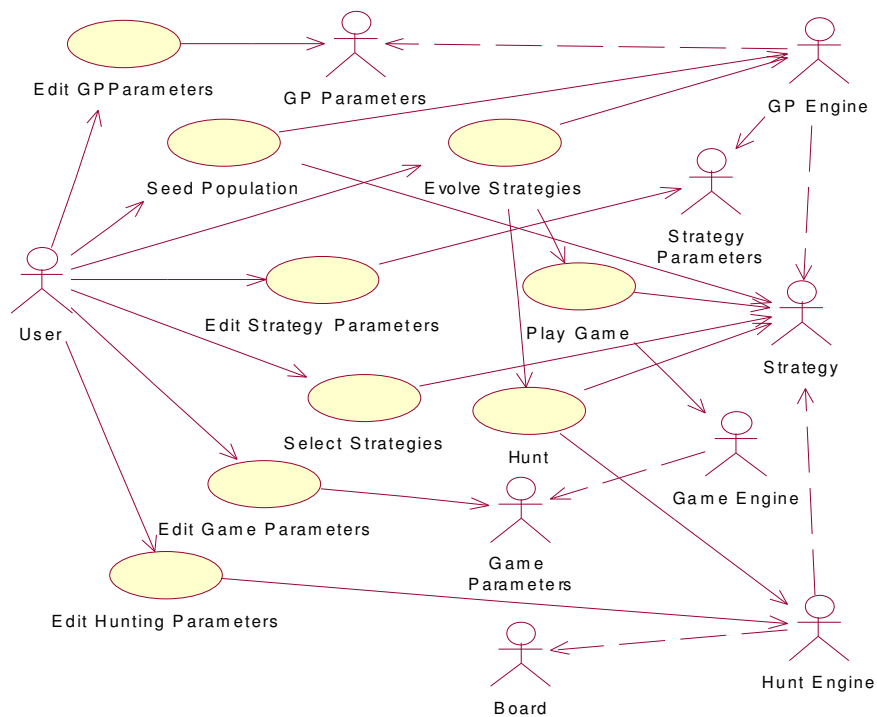 Edit GPParameters
GP Parameters
GP Engine
Seed Population
Evolve Strategies
Strategy
Parameters
User
Edit Strategy Parameters
Play Game
Strategy
Select Strategies
Hunt
Game Engine
Edit Game Parameters
Game
Parameters
Edit Hunting Parameters
Board
Hunt Engine